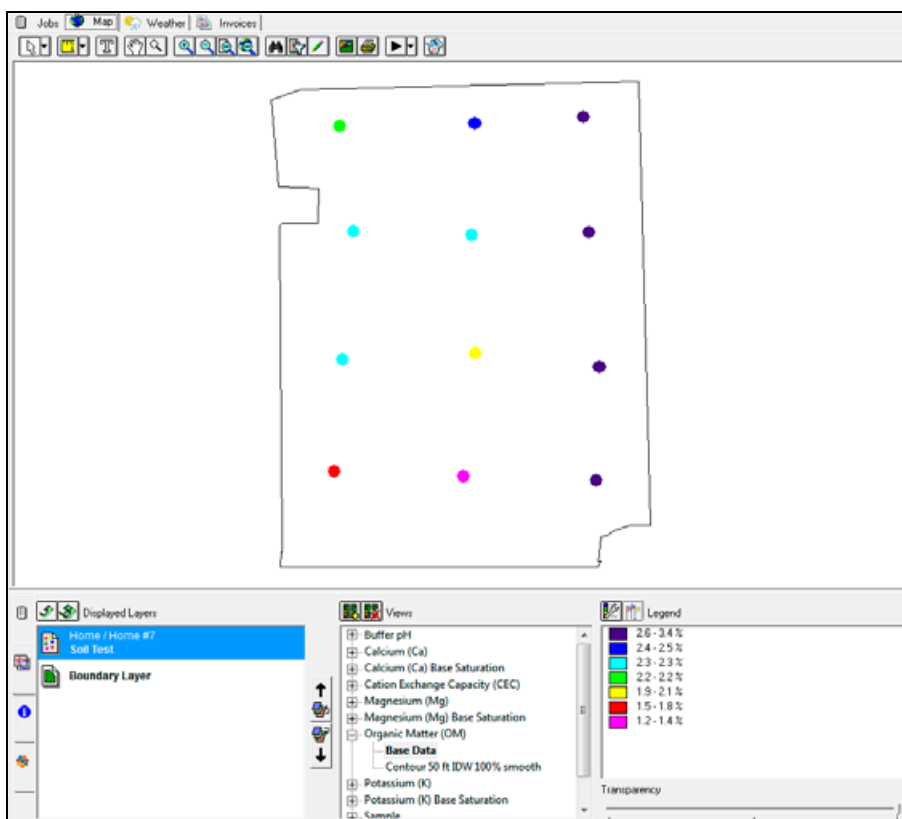 Jobs Map Weather Invoices
Displayed Layers
Home / Home #7
Soil Test
Boundary Layer
Views
Buffer pH
Calcium (Ca)
Calcium (Ca) Base Saturation
Cation Exchange Capacity (CEC)
Magnesium (Mg)
Magnesium (Mg) Base Saturation
Organic Matter (OM)
Base Data
Contour 50 ft IDW 100% smooth
Potassium (K)
Potassium (K) Base Saturation
Sample
Legend
2.6 - 3.4 %
2.4 - 2.5 %
2.3 - 2.3 %
2.2 - 2.2 %
1.9 - 2.1 %
1.5 - 1.8 %
1.2 - 1.4 %
Transparency